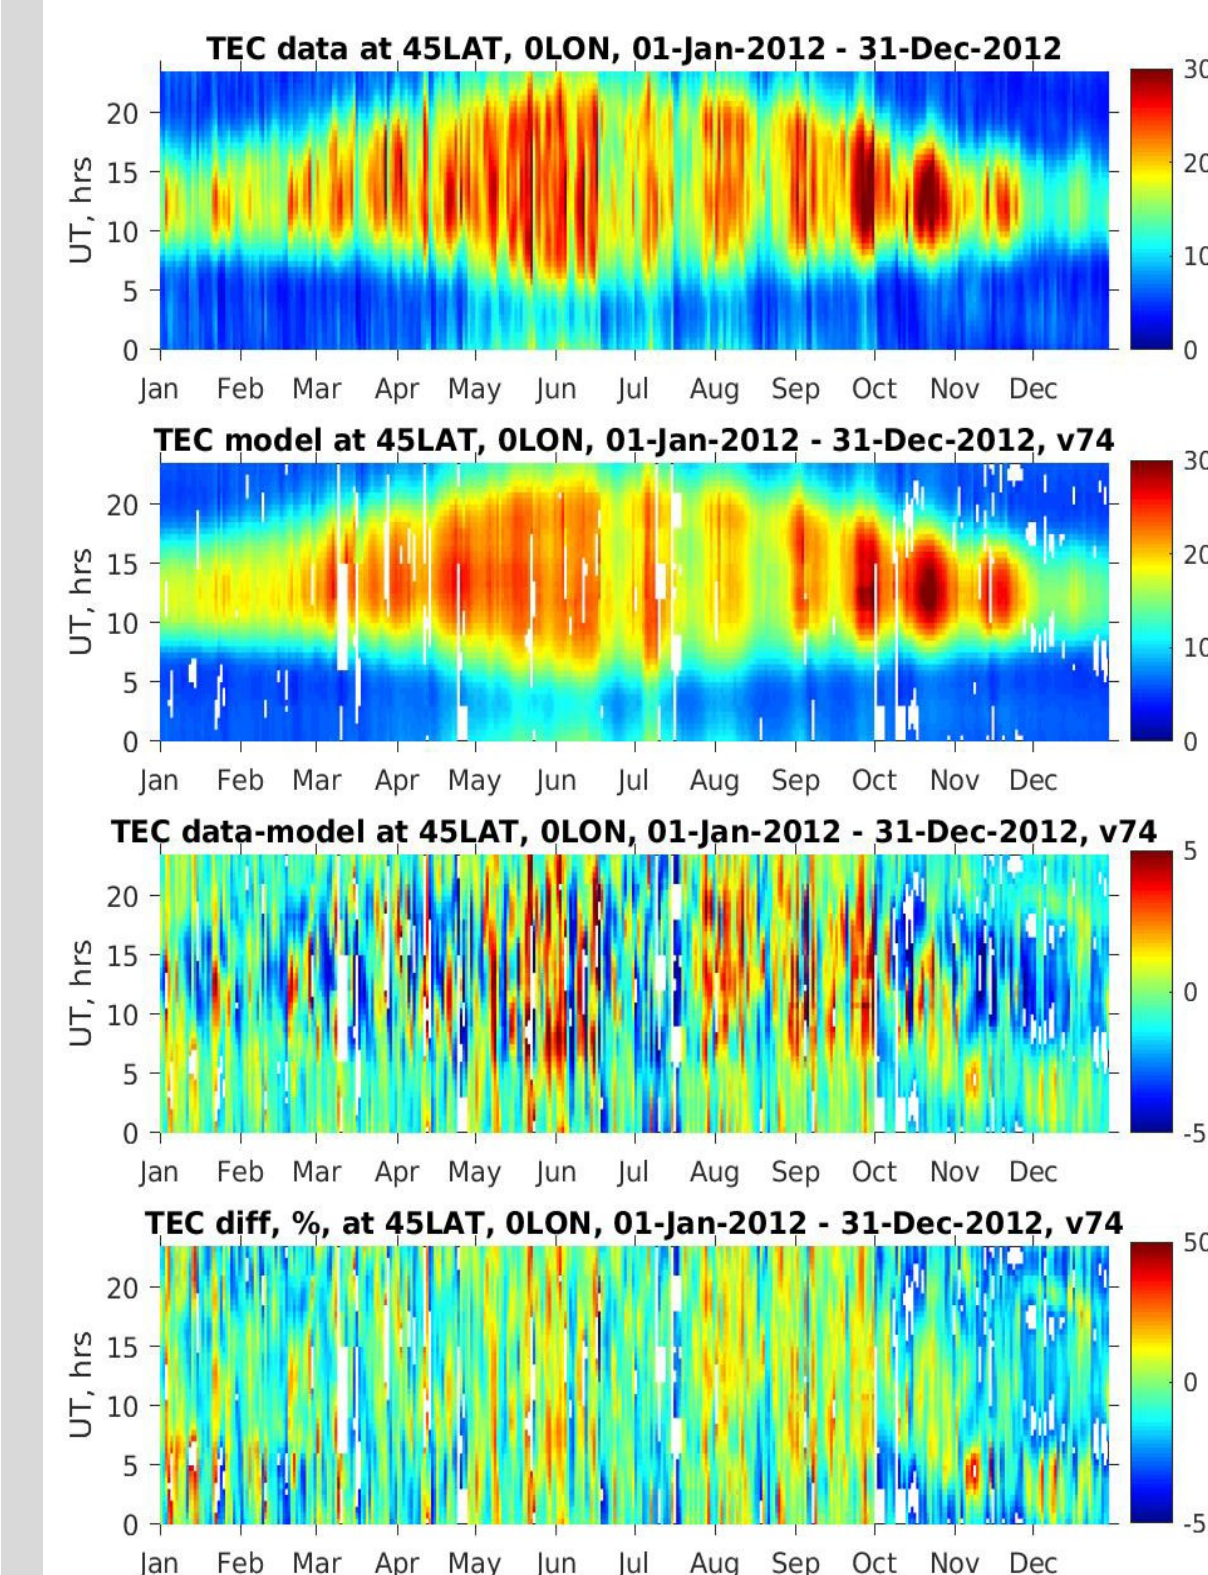 TEC data at 45LAT, 0LON, 01-Jan-2012 - 31-Dec-2012
30
20
10
0
UT, hrs
20
15
10
5
0
Jan Feb Mar Apr May Jun Jul Aug Sep Oct Nov Dec
TEC model at 45LAT, 0LON, 01-Jan-2012 - 31-Dec-2012, v74
30
20
10
0
UT, hrs
20
15
10
5
0
Jan Feb Mar Apr May Jun Jul Aug Sep Oct Nov Dec
TEC data-model at 45LAT, 0LON, 01-Jan-2012 - 31-Dec-2012, v74
5
0
-5
UT, hrs
20
15
10
5
0
Jan Feb Mar Apr May Jun Jul Aug Sep Oct Nov Dec
TEC diff, %, at 45LAT, 0LON, 01-Jan-2012 - 31-Dec-2012, v74
50
0
-5
UT, hrs
20
15
10
5
0
Jan Feb Mar Apr May Jun Jul Aug Sep Oct Nov Dec